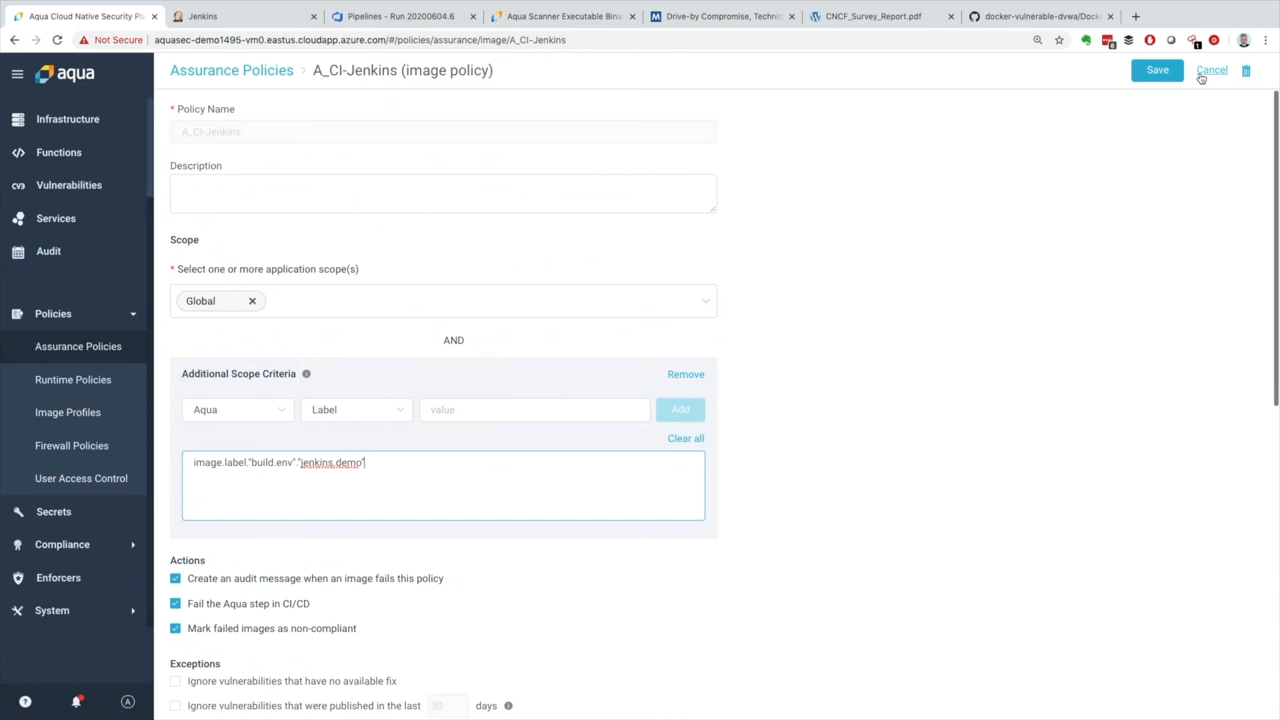 Aqua Cloud Native Security Pla
Jenkins
Pipelines - Run 20200604.6
Aqua Scanner Executable Bina
Drive-by Compromise, Techniq
CNCF_Survey_Report.pdf
docker-vulnerable-dvwa/Docke
Not Secure
aquasec-demo1495-vm0.eastus.cloudapp.azure.com/#/policies/assurance/image/A_CI-Jenkins
6
1
aqua
Assurance Policies > A_CI-Jenkins (image policy)
Save
Cancel
Infrastructure
Functions
CVE
Vulnerabilities
Services
Audit
Policies
Assurance Policies
Runtime Policies
Image Profiles
Firewall Policies
User Access Control
Secrets
Compliance
Enforcers
System
?
A
* Policy Name
A_CI-Jenkins
Description
Scope
* Select one or more application scope(s)
Global
AND
Additional Scope Criteria
Remove
Aqua
Label
value
Add
Clear all
image.label."build.env"."jenkins.demo"
Actions
Create an audit message when an image fails this policy
Fail the Aqua step in CI/CD
Mark failed images as non-compliant
Exceptions
Ignore vulnerabilities that have no available fix
Ignore vulnerabilities that were published in the last 30 days